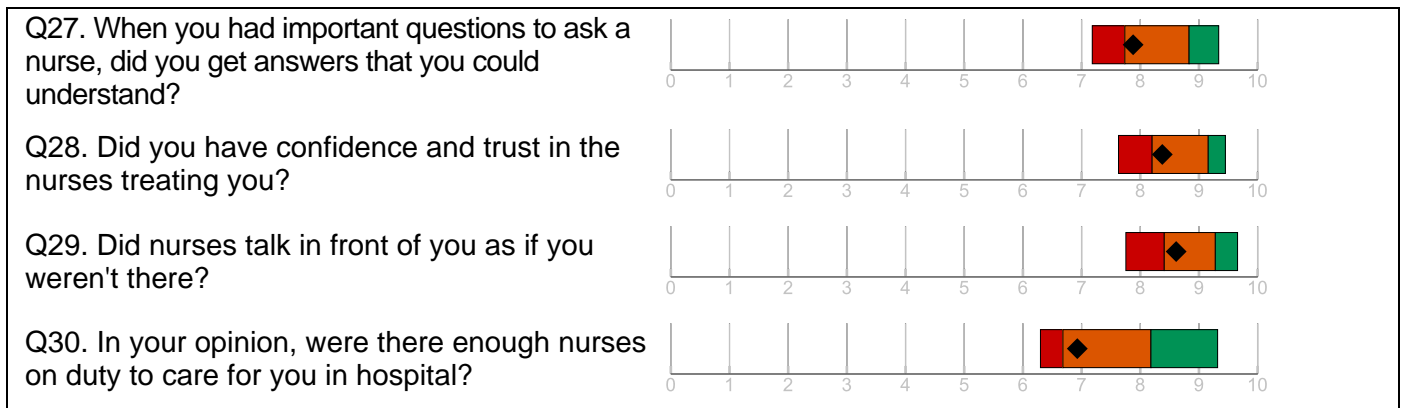 Q27. When you had important questions to ask a
nurse, did you get answers that you could
understand?
0 1 2 3 4 5 6 7 8 9 10
Q28. Did you have confidence and trust in the
nurses treating you?
0 1 2 3 4 5 6 7 8 9 10
Q29. Did nurses talk in front of you as if you
weren't there?
0 1 2 3 4 5 6 7 8 9 10
Q30. In your opinion, were there enough nurses
on duty to care for you in hospital?
0 1 2 3 4 5 6 7 8 9 10